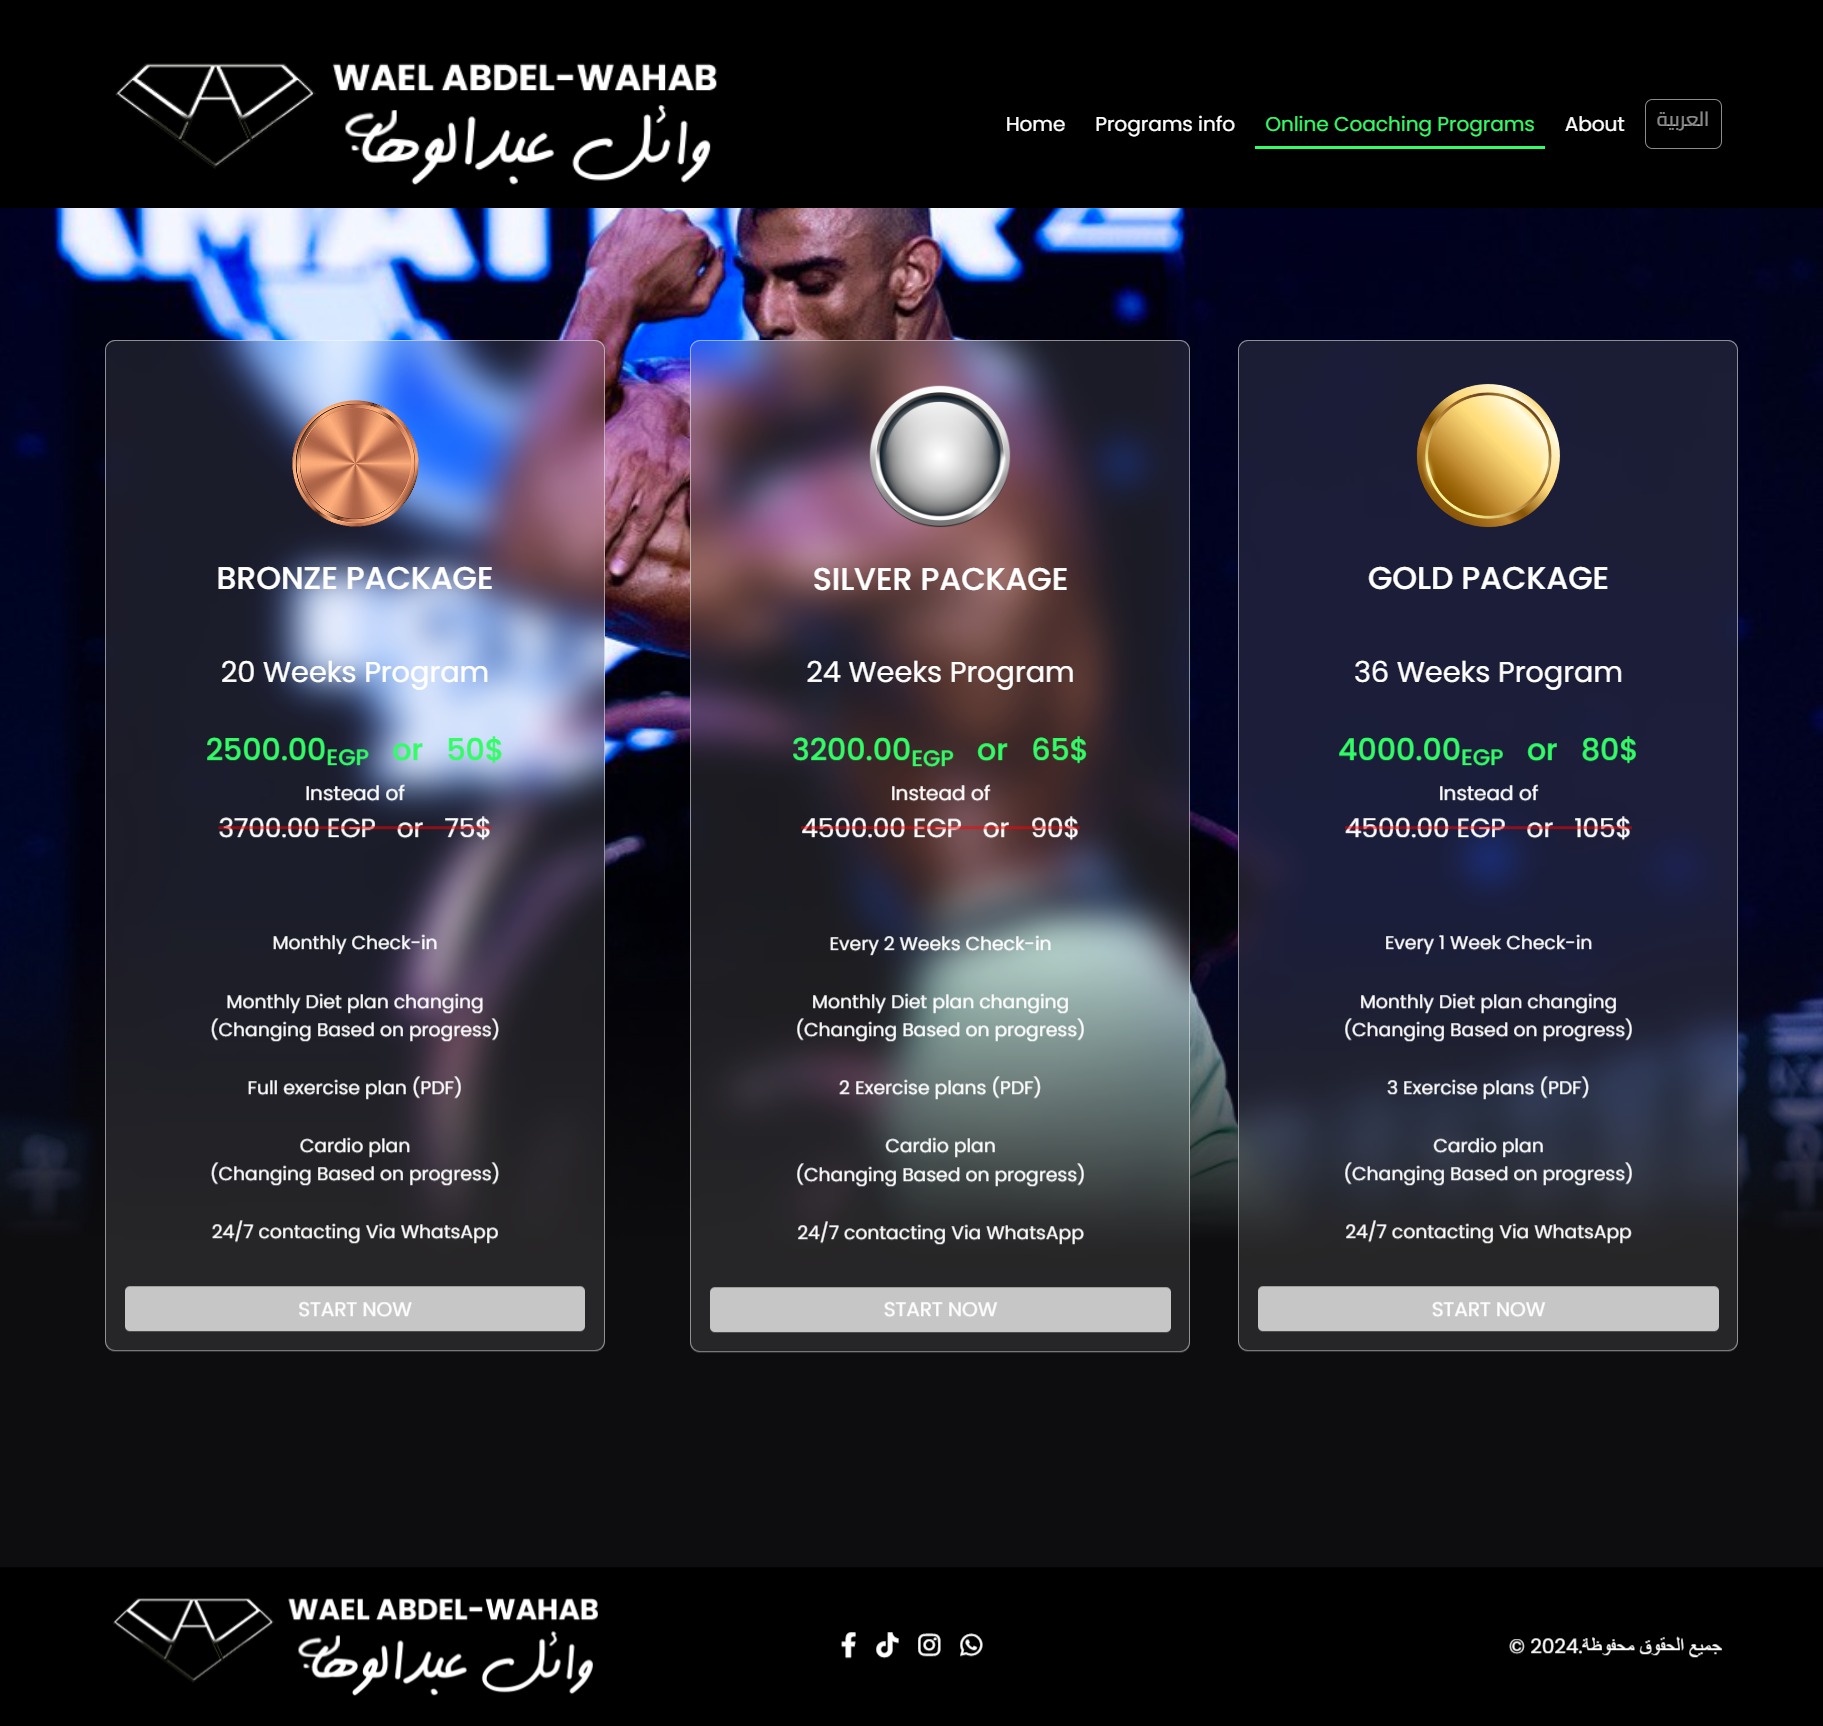 WAEL ABDEL-WAHAB
وائل عبدالوهاب
Home
Programs info
Online Coaching Programs
About
العربية
BRONZE PACKAGE
20 Weeks Program
2500.00EGP or 50$
Instead of
3700.00 EGP or 75$
Monthly Check-in
Monthly Diet plan changing
(Changing Based on progress)
Full exercise plan (PDF)
Cardio plan
(Changing Based on progress)
24/7 contacting Via WhatsApp
START NOW
SILVER PACKAGE
24 Weeks Program
3200.00EGP or 65$
Instead of
4500.00 EGP or 90$
Every 2 Weeks Check-in
Monthly Diet plan changing
(Changing Based on progress)
2 Exercise plans (PDF)
Cardio plan
(Changing Based on progress)
24/7 contacting Via WhatsApp
START NOW
GOLD PACKAGE
36 Weeks Program
4000.00EGP or 80$
Instead of
4500.00 EGP or 105$
Every 1 Week Check-in
Monthly Diet plan changing
(Changing Based on progress)
3 Exercise plans (PDF)
Cardio plan
(Changing Based on progress)
24/7 contacting Via WhatsApp
START NOW
WAEL ABDEL-WAHAB
وائل عبدالوهاب
جميع الحقوق محفوظة.2024 ©